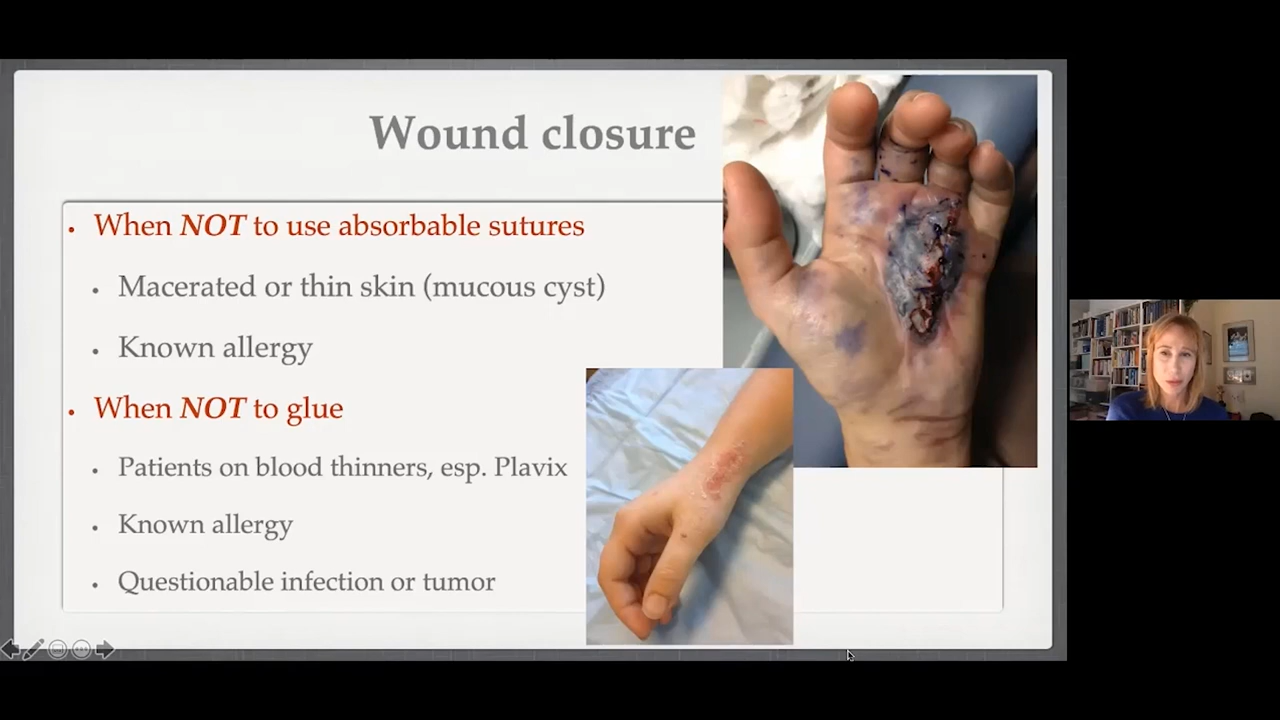 Wound closure
When NOT to use absorbable sutures
Macerated or thin skin (mucous cyst)
Known allergy
When NOT to glue
Patients on blood thinners, esp. Plavix
Known allergy
Questionable infection or tumor